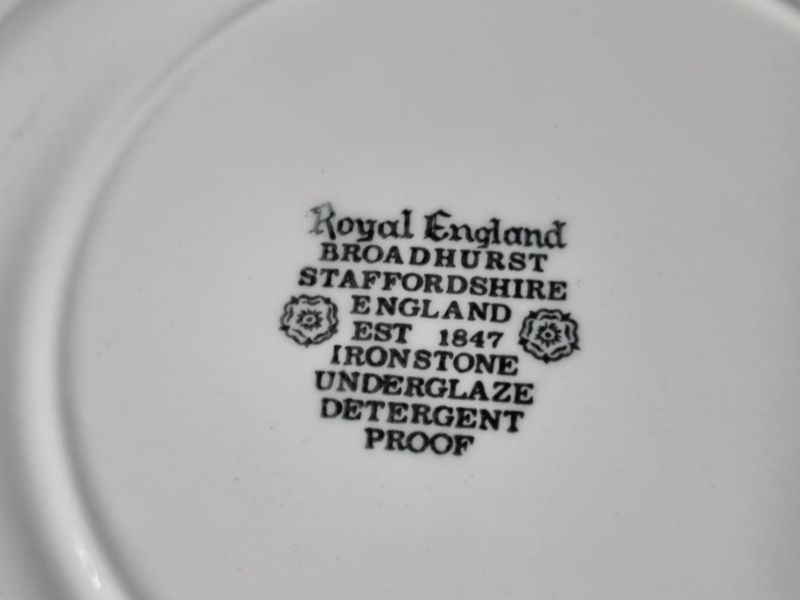 Royal England
BROADHURST
STAFFORDSHIRE
ENGLAND
EST 1847
IRONSTONE
UNDERGLAZE
DETERGENT
PROOF